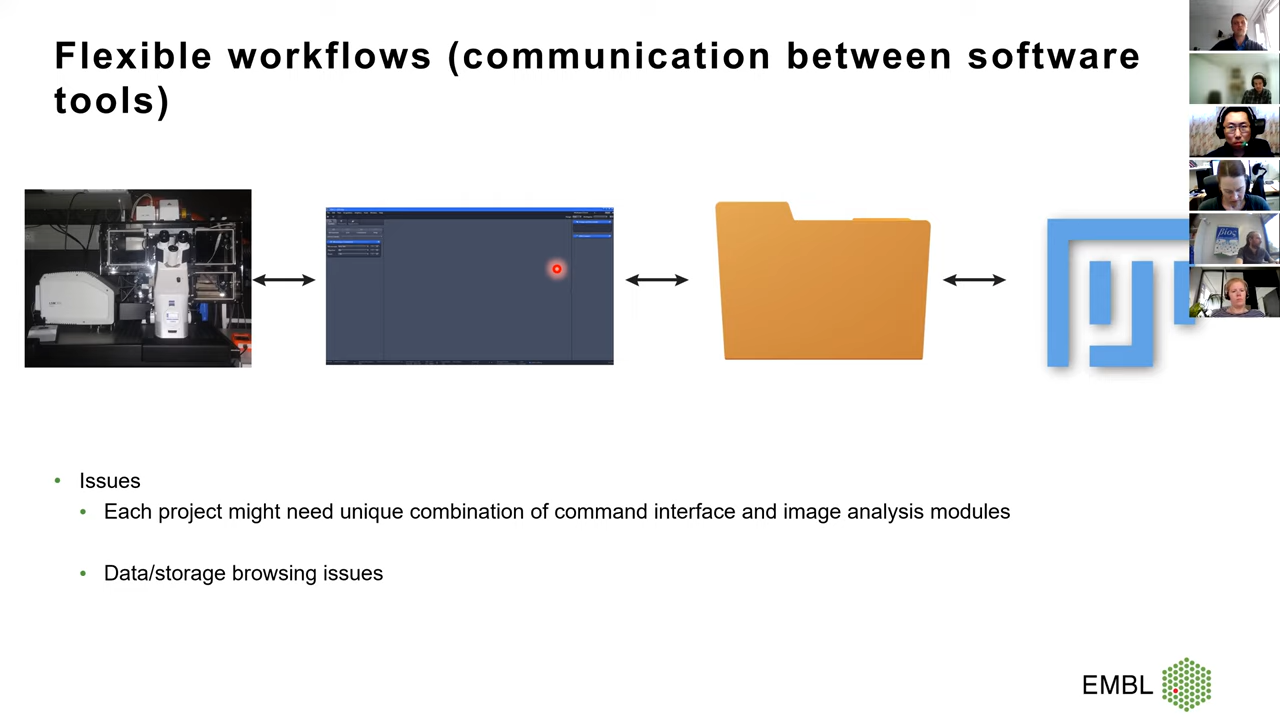 Flexible workflows (communication between software
tools)
βίος
• Issues
• Each project might need unique combination of command interface and image analysis modules
• Data/storage browsing issues
EMBL